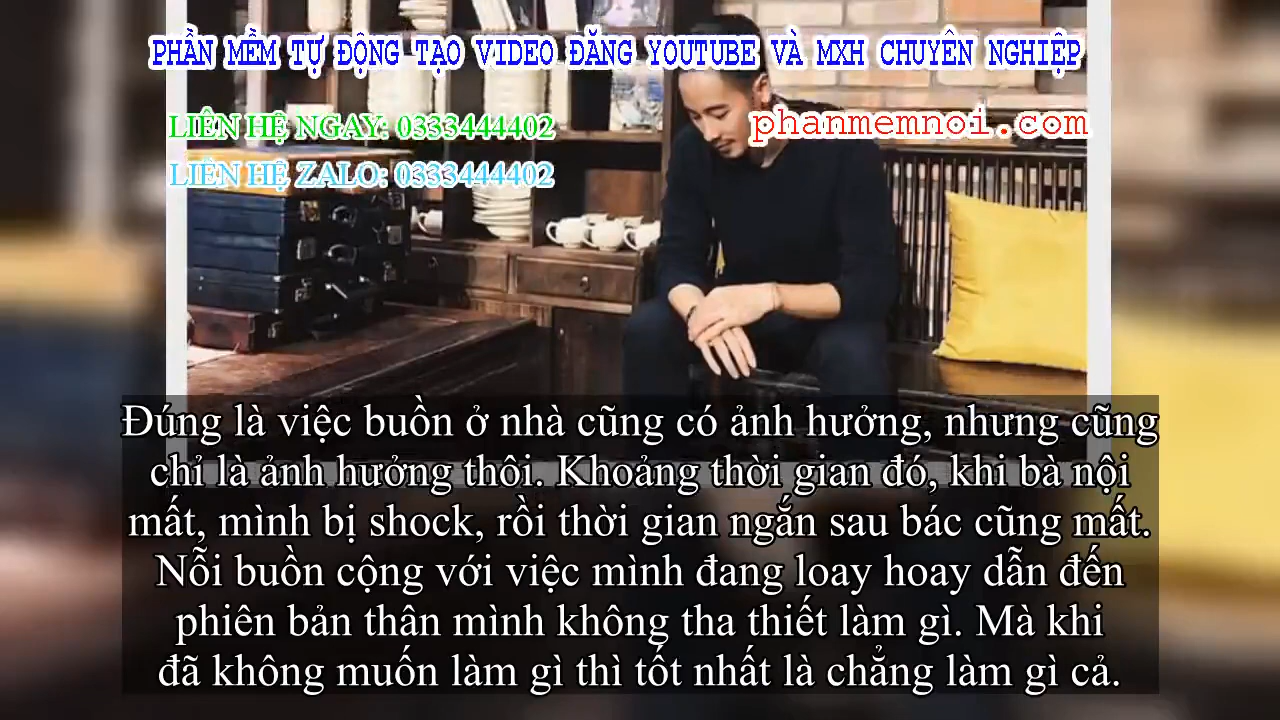 PHẦN MỀM TỰ ĐỘNG TẠO VIDEO ĐĂNG YOUTUBE VÀ MXH CHUYÊN NGHIỆP
LIÊN HỆ NGAY: 0333444402
phanmemnoi.com
LIÊN HỆ ZALO: 0333444402
Đúng là việc buồn ở nhà cũng có ảnh hưởng, nhưng cũng
chỉ là ảnh hưởng thôi. Khoảng thời gian đó, khi bà nội
mất, mình bị shock, rồi thời gian ngắn sau bác cũng mất.
Nỗi buồn cộng với việc mình đang loay hoay dẫn đến
phiên bản thân mình không tha thiết làm gì. Mà khi
đã không muốn làm gì thì tốt nhất là chẳng làm gì cả.